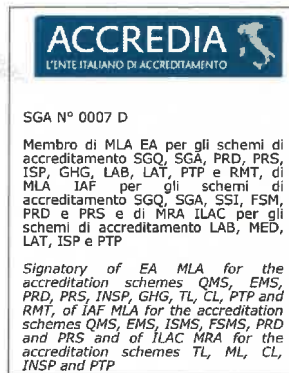 ACCREDIA
L'ENTE ITALIANO DI ACCREDITAMENTO
SGA N° 0007 D
Membro di MLA EA per gli schemi di
accreditamento SGQ, SGA, PRD, PRS,
ISP, GHG, LAB, LAT, PTP e RMT, di
MLA IAF per gli schemi di
accreditamento SGQ, SGA, SSI, FSM,
PRD e PRS e di MRA ILAC per gli
schemi di accreditamento LAB, MED,
LAT, ISP e PTP
Signatory of EA MLA for the
accreditation schemes QMS, EMS,
PRD, PRS, INSP, GHG, TL, CL, PTP and
RMT, of IAF MLA for the accreditation
schemes QMS, EMS, ISMS, FSMS, PRD
and PRS and of ILAC MRA for the
accreditation schemes TL, ML, CL,
INSP and PTP